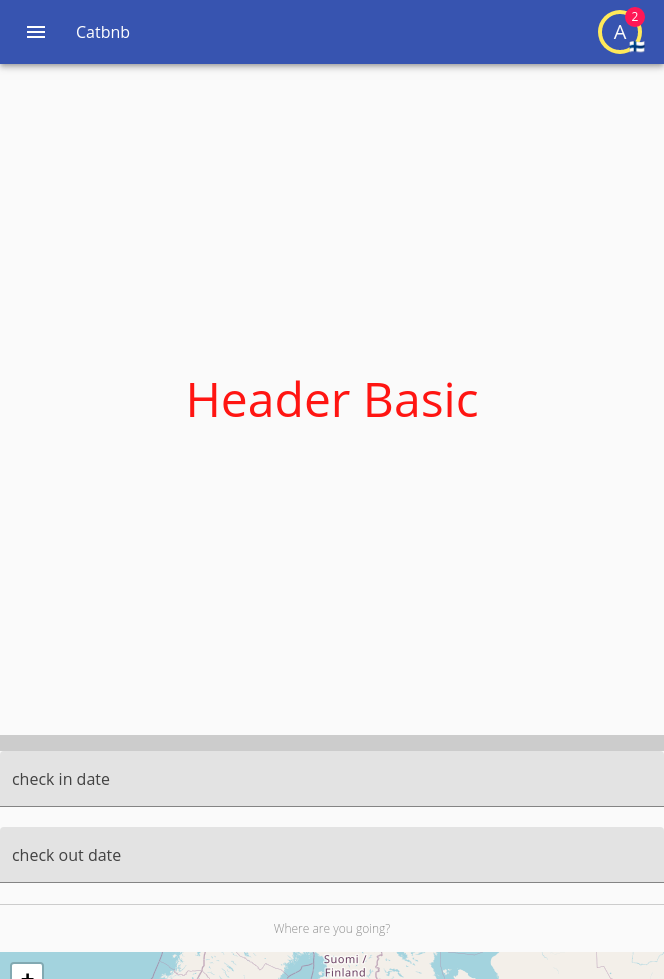 Catbnb
A
2
Header Basic
check in date
check out date
Where are you going?
+
Suomi /
Finland